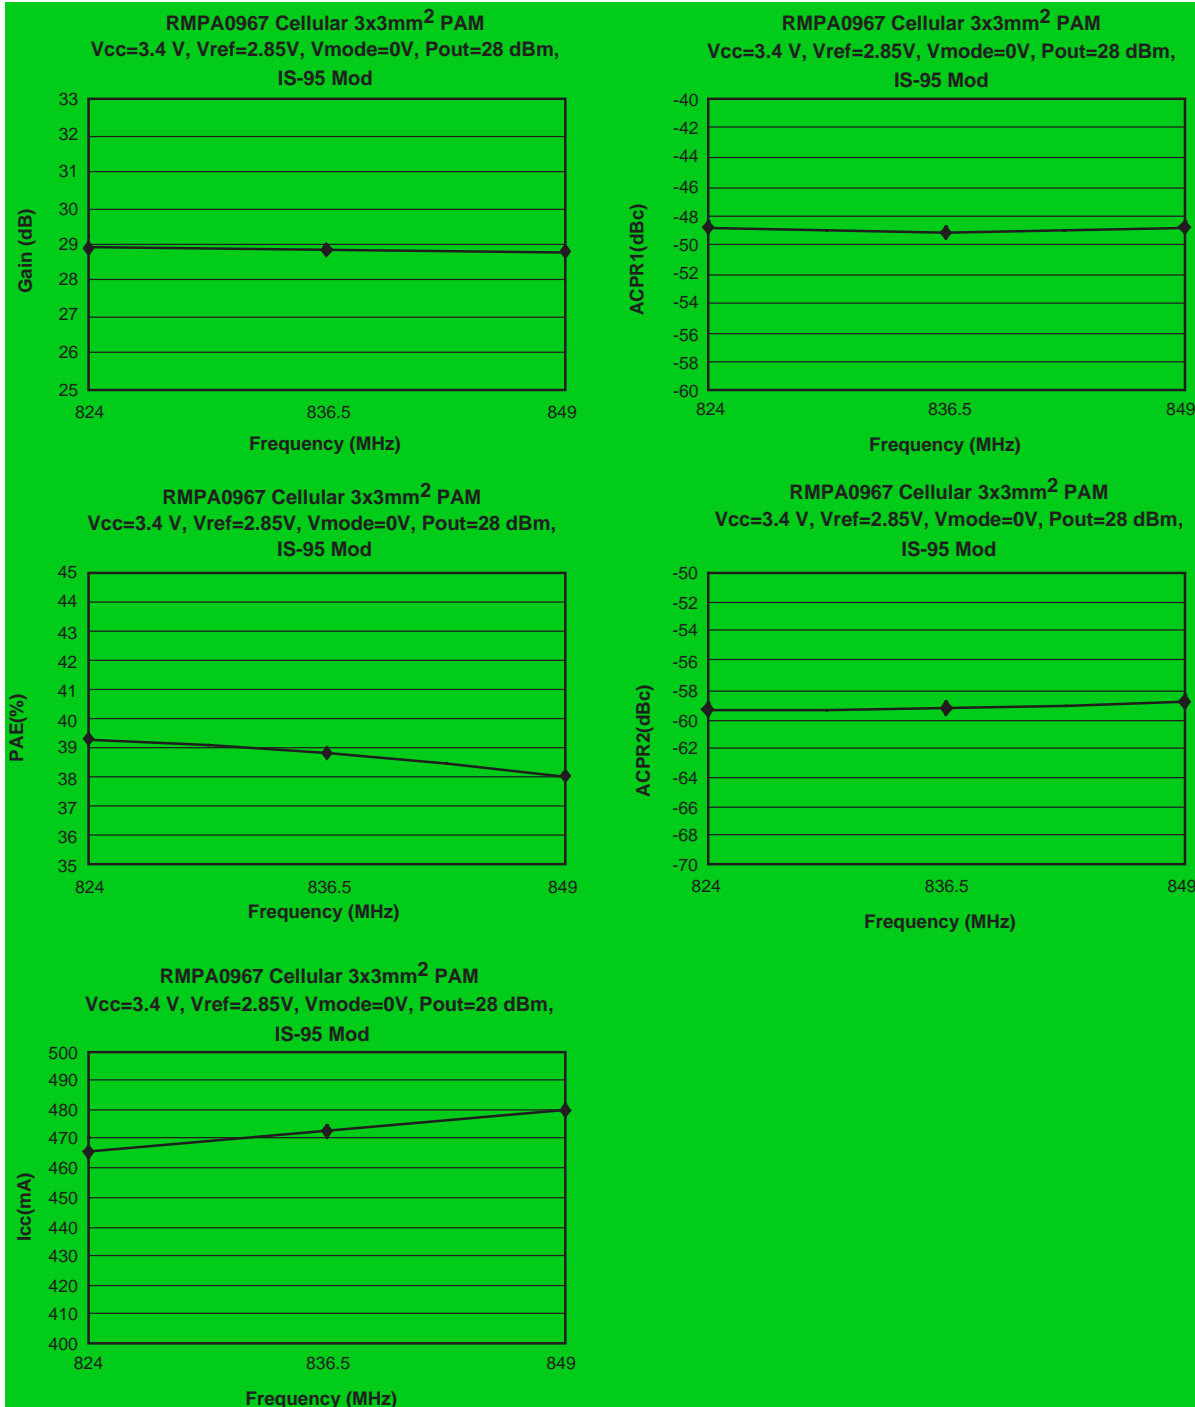 RMPA0967 Cellular 3x3mm² PAM
Vcc=3.4 V, Vref=2.85V, Vmode=0V, Pout=28 dBm,
IS-95 Mod
33
32
31
30
29
28
27
26
25
Gain (dB)
824
836.5
849
Frequency (MHz)
RMPA0967 Cellular 3x3mm² PAM
Vcc=3.4 V, Vref=2.85V, Vmode=0V, Pout=28 dBm,
IS-95 Mod
-40
-42
-44
-46
-48
-50
-52
-54
-56
-58
-60
ACPR1(dBc)
824
836.5
849
Frequency (MHz)
RMPA0967 Cellular 3x3mm² PAM
Vcc=3.4 V, Vref=2.85V, Vmode=0V, Pout=28 dBm,
IS-95 Mod
45
44
43
42
41
40
39
38
37
36
35
PAE(%)
824
836.5
849
Frequency (MHz)
RMPA0967 Cellular 3x3mm² PAM
Vcc=3.4 V, Vref=2.85V, Vmode=0V, Pout=28 dBm,
IS-95 Mod
-50
-52
-54
-56
-58
-60
-62
-64
-66
-68
-70
ACPR2(dBc)
824
836.5
849
Frequency (MHz)
RMPA0967 Cellular 3x3mm² PAM
Vcc=3.4 V, Vref=2.85V, Vmode=0V, Pout=28 dBm,
IS-95 Mod
500
490
480
470
460
450
440
430
420
410
400
Icc(mA)
824
836.5
849
Frequency (MHz)